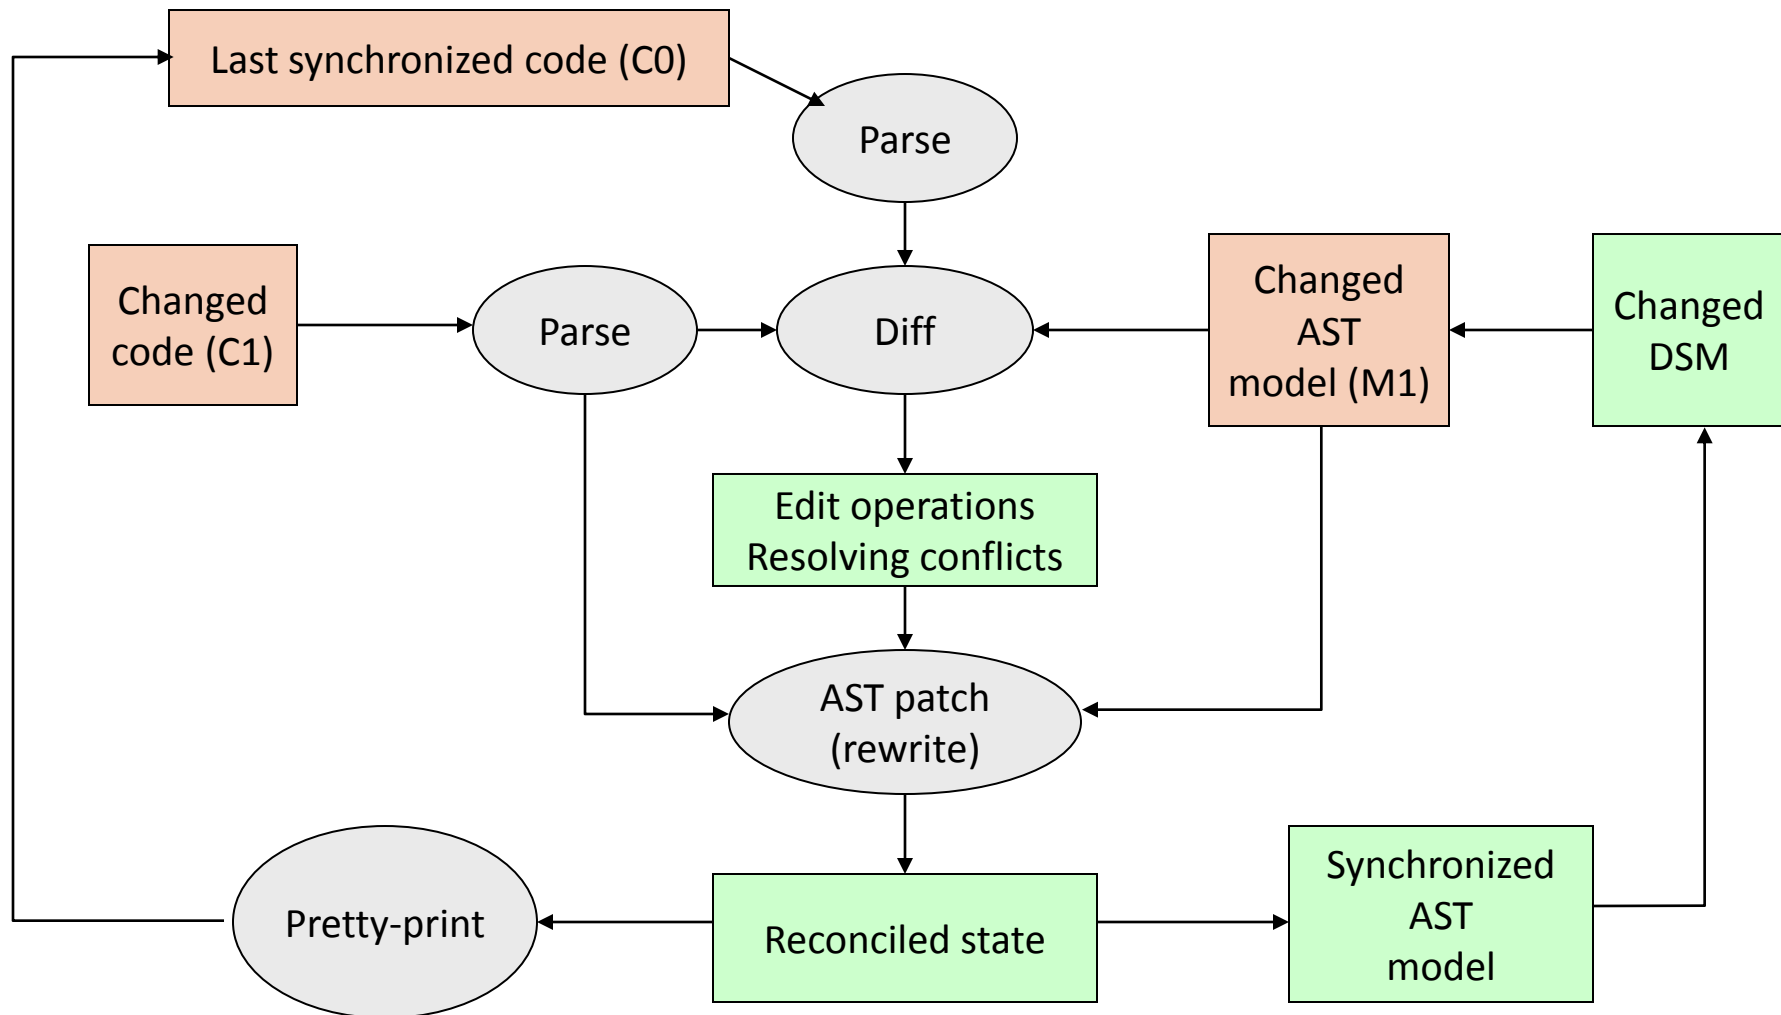 Last synchronized code (C0)
Parse
Changed
code (C1)
Parse
Diff
Changed
AST
model (M1)
Changed
DSM
Edit operations
Resolving conflicts
AST patch
(rewrite)
Pretty-print
Reconciled state
Synchronized
AST
model